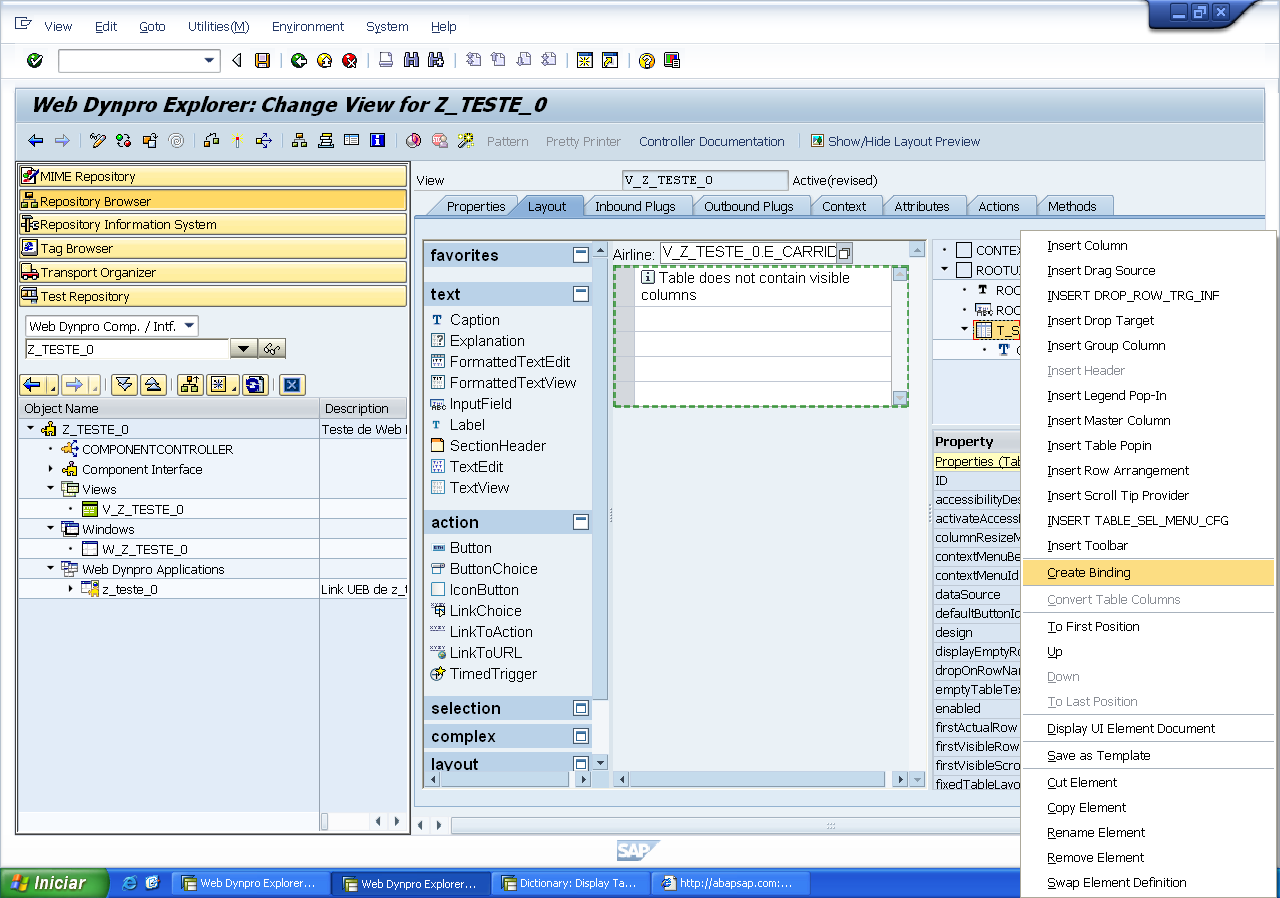 View Edit Goto Utilities(M) Environment System Help
Web Dynpro Explorer: Change View for Z_TESTE_0
Pattern Pretty Printer Controller Documentation Show/Hide Layout Preview
MIME Repository
Repository Browser
Repository Information System
Tag Browser
Transport Organizer
Test Repository
Web Dynpro Comp. / Intf.
Z_TESTE_0
Object Name Description
Z_TESTE_0 Teste de Web
COMPONENTCONTROLLER
Component Interface
Views
V_Z_TESTE_0
Windows
W_Z_TESTE_0
Web Dynpro Applications
z_teste_0 Link UEB de z_t
View V_Z_TESTE_0 Active(revised)
Properties Layout Inbound Plugs Outbound Plugs Context Attributes Actions Methods
favorites
text
Caption
Explanation
FormattedTextEdit
FormattedTextView
InputField
Label
SectionHeader
TextEdit
TextView
action
Button
ButtonChoice
IconButton
LinkChoice
LinkToAction
LinkToURL
TimedTrigger
selection
complex
layout
Airline: V_Z_TESTE_0.E_CARRID
Table does not contain visible
columns
CONTEX
ROOTU
ROO
ROO
T_S
Property
Properties (Tab
ID
accessibilityDes
activateAccessI
columnResizeM
contextMenuBe
contextMenuId
dataSource
defaultButtonId
design
displayEmptyRo
dropOnRowNam
emptyTableTex
enabled
firstActualRow
firstVisibleRow
firstVisibleScro
fixedTableLayo
Insert Column
Insert Drag Source
INSERT DROP_ROW_TRG_INF
Insert Drop Target
Insert Group Column
Insert Header
Insert Legend Pop-In
Insert Master Column
Insert Table Popin
Insert Row Arrangement
Insert Scroll Tip Provider
INSERT TABLE_SEL_MENU_CFG
Insert Toolbar
Create Binding
Convert Table Columns
To First Position
Up
Down
To Last Position
Display UI Element Document
Save as Template
Cut Element
Copy Element
Rename Element
Remove Element
Swap Element Definition
SAP
Iniciar Web Dynpro Explorer... Web Dynpro Explorer... Dictionary: Display Ta... http://abapsap.com:...